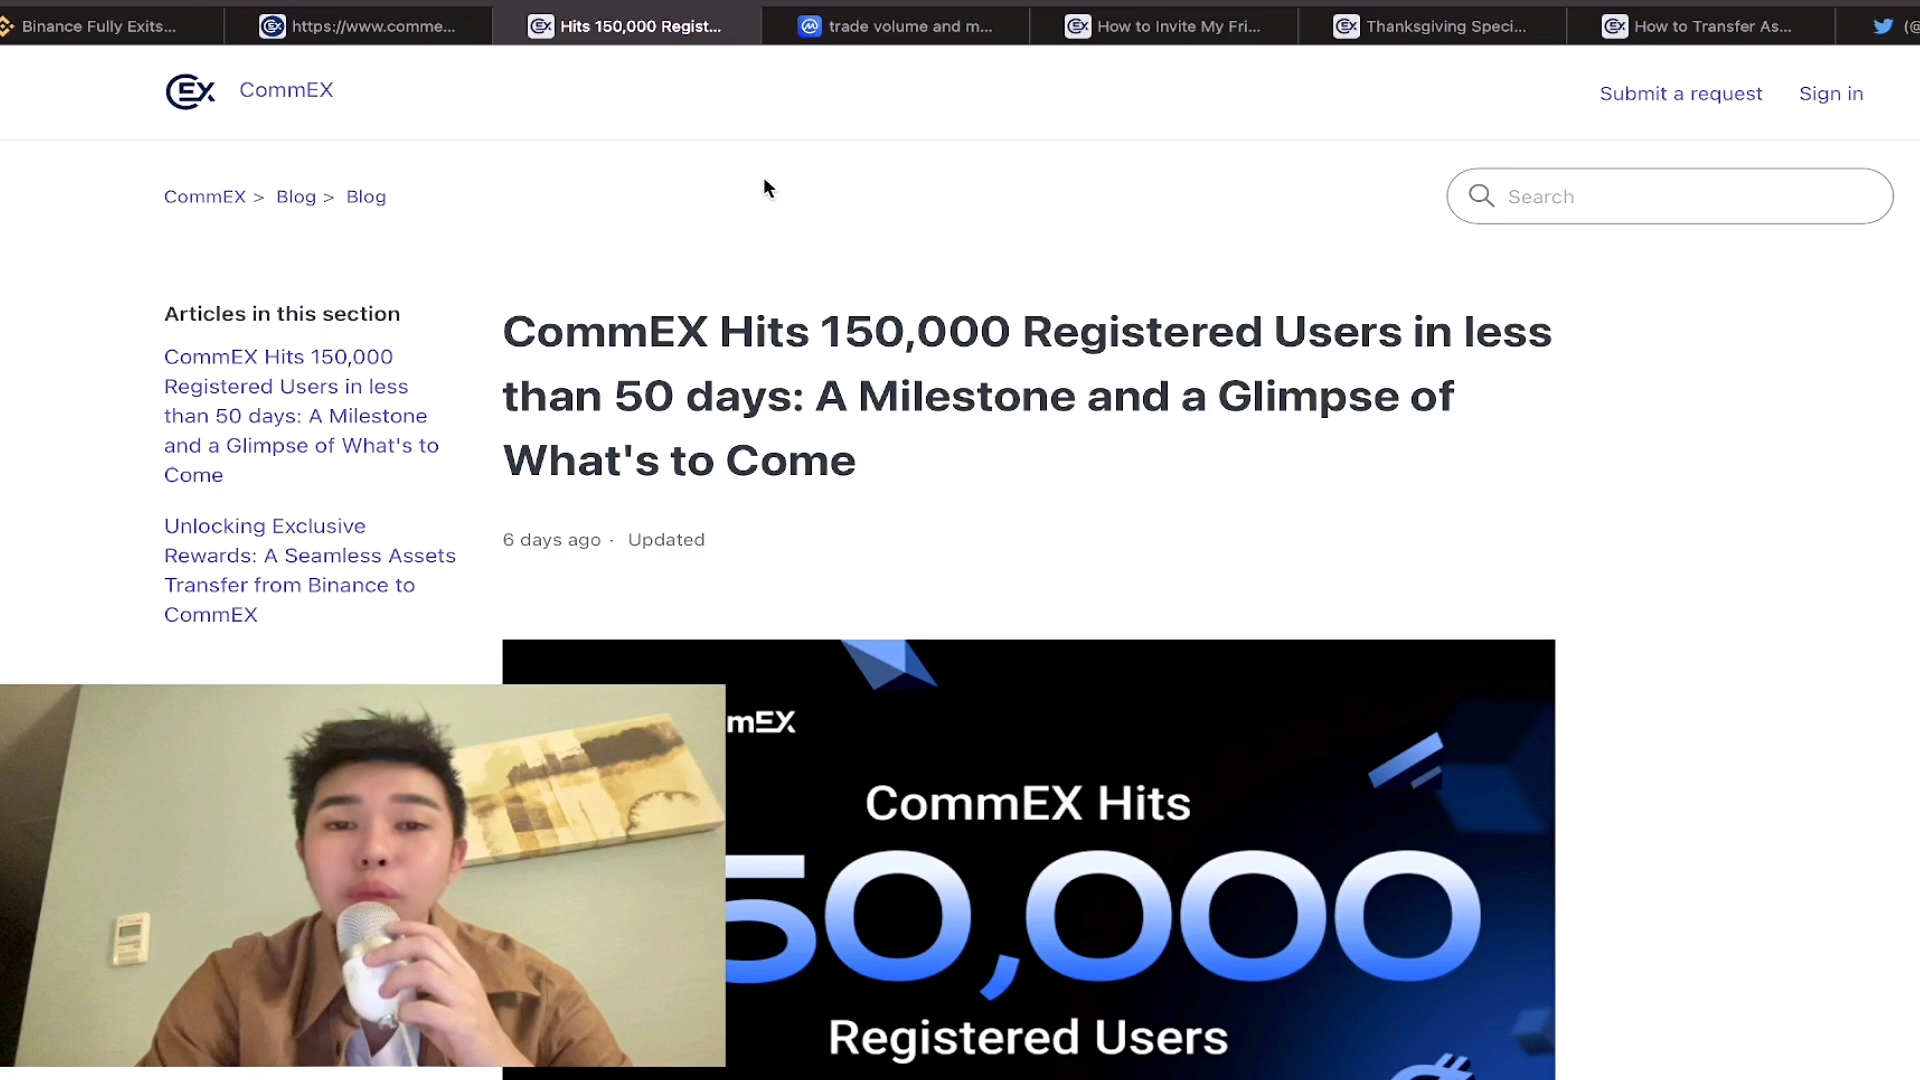 Binance Fully Exits...
https://www.comme...
Hits 150,000 Regist...
trade volume and m...
How to Invite My Fri...
Thanksgiving Speci...
How to Transfer As...
(@
CommEX
Submit a request
Sign in
CommEX > Blog > Blog
Search
Articles in this section
CommEX Hits 150,000
Registered Users in less
than 50 days: A Milestone
and a Glimpse of What's to
Come
Unlocking Exclusive
Rewards: A Seamless Assets
Transfer from Binance to
CommEX
CommEX Hits 150,000 Registered Users in less
than 50 days: A Milestone and a Glimpse of
What's to Come
6 days ago · Updated
mEX
CommEX Hits
50,000
Registered Users